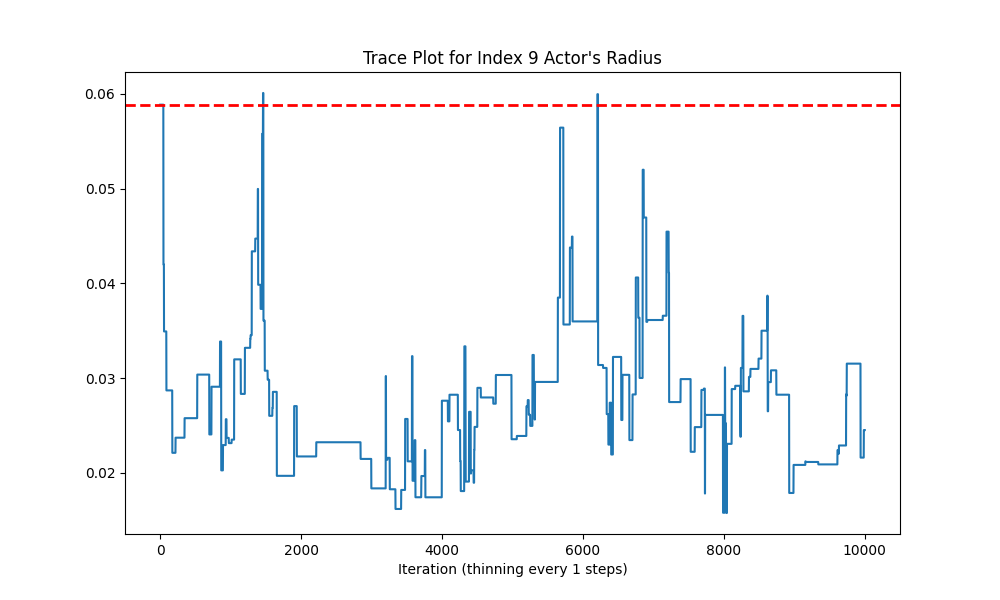 Trace Plot for Index 9 Actor's Radius
0.06
0.05
0.04
0.03
0.02
0 2000 4000 6000 8000 10000
Iteration (thinning every 1 steps)